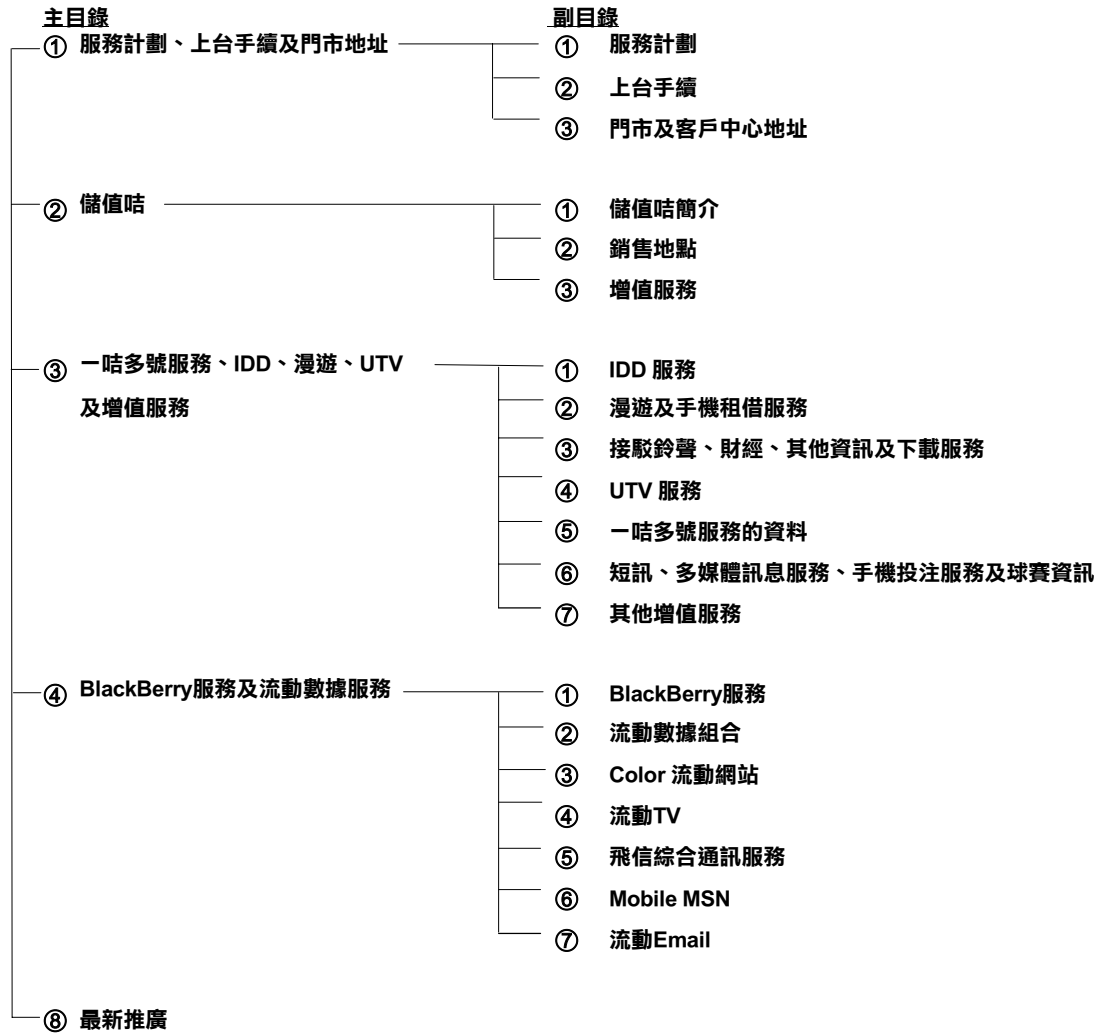 主目錄 副目錄
① 服務計劃、上台手續及門市地址 ① 服務計劃
② 上台手續
③ 門市及客戶中心地址
② 儲值咭 ① 儲值咭簡介
② 銷售地點
③ 增值服務
③ 一咭多號服務、IDD、漫遊、UTV ① IDD 服務
及增值服務 ② 漫遊及手機租借服務
③ 接駁鈴聲、財經、其他資訊及下載服務
④ UTV 服務
⑤ 一咭多號服務的資料
⑥ 短訊、多媒體訊息服務、手機投注服務及球賽資訊
⑦ 其他增值服務
④ BlackBerry服務及流動數據服務 ① BlackBerry服務
② 流動數據組合
③ Color 流動網站
④ 流動TV
⑤ 飛信綜合通訊服務
⑥ Mobile MSN
⑦ 流動Email
⑧ 最新推廣